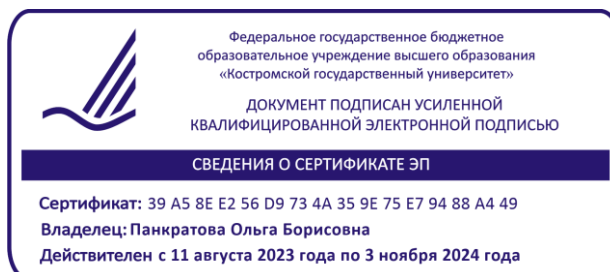 Федеральное государственное бюджетное
образовательное учреждение высшего образования
«Костромской государственный университет»
ДОКУМЕНТ ПОДПИСАН УСИЛЕННОЙ
КВАЛИФИЦИРОВАННОЙ ЭЛЕКТРОННОЙ ПОДПИСЬЮ
СВЕДЕНИЯ О СЕРТИФИКАТЕ ЭП
Сертификат: 39 A5 8E E2 56 D9 73 4A 35 9E 75 E7 94 88 A4 49
Владелец: Панкратова Ольга Борисовна
Действителен с 11 августа 2023 года по 3 ноября 2024 года